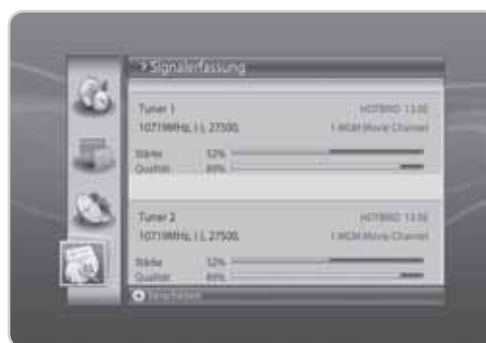 > Signalerfassung
Tuner 1 HOTBIRD 13.0E
10719MHz, ( ), 27500, 1 MGM Movie Channel
Stärke 52%
Qualität
Tuner 2 HOTBIRD 13.0E
10719MHz, ( ), 27500, 1 MGM Movie Channel
Stärke 52%
Qualität
Verschieben